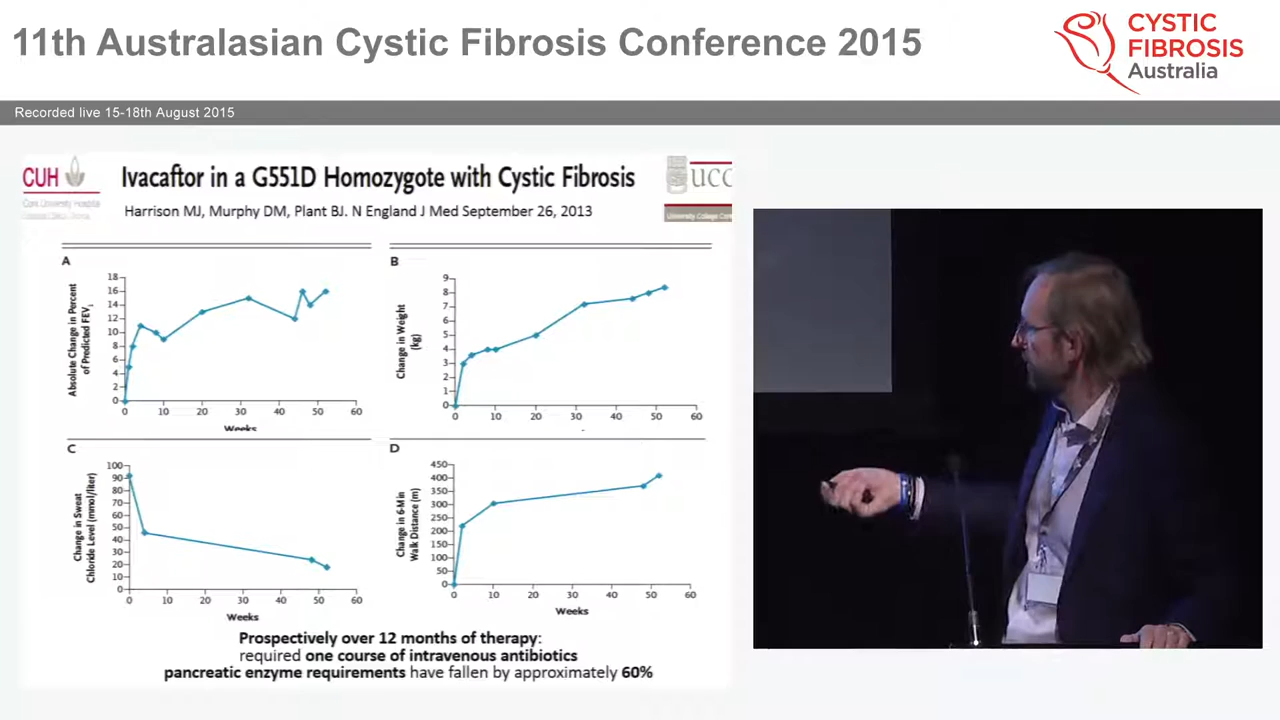 11th Australasian Cystic Fibrosis Conference 2015
CYSTIC
FIBROSIS
Australia
Recorded live 15-18th August 2015
CUH
Ivacaftor in a G551D Homozygote with Cystic Fibrosis
UCC
Harrison MJ, Murphy DM, Plant BJ. N England J Med September 26, 2013
A
Absolute Change in Percent
of Predicted FEV1
18
16
14
12
10
8
6
4
2
0
0 10 20 30 40 50 60
Weeks
B
Change in Weight
(kg)
9
8
7
6
5
4
3
2
1
0
0 10 20 30 40 50 60
C
Change in Sweat
Chloride Level (mmol/liter)
100
90
80
70
60
50
40
30
20
10
0
0 10 20 30 40 50 60
Weeks
D
Change in 6-Min
Walk Distance (m)
450
400
350
300
250
200
150
100
50
0
0 10 20 30 40 50 60
Weeks
Prospectively over 12 months of therapy:
required one course of intravenous antibiotics
pancreatic enzyme requirements have fallen by approximately 60%